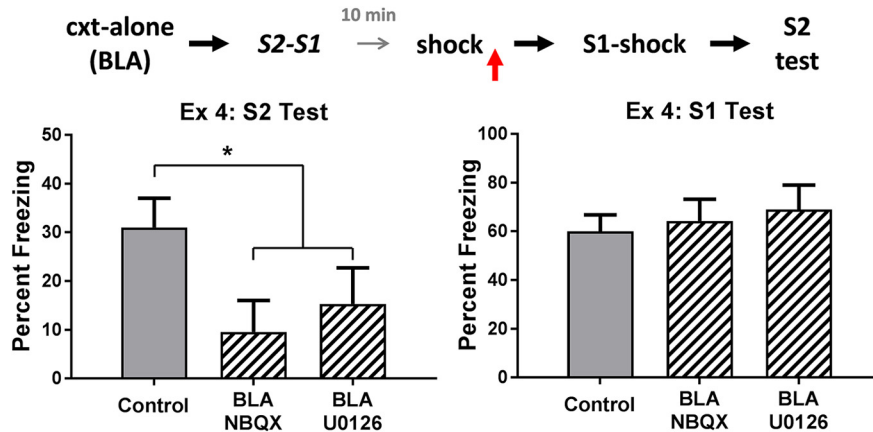 cxt-alone
(BLA)
S2-S1
10 min
shock
S1-shock
S2
test
Ex 4: S2 Test
Percent Freezing
50
40
30
20
10
0
*
Control
BLA
NBQX
BLA
U0126
Ex 4: S1 Test
Percent Freezing
100
80
60
40
20
0
Control
BLA
NBQX
BLA
U0126